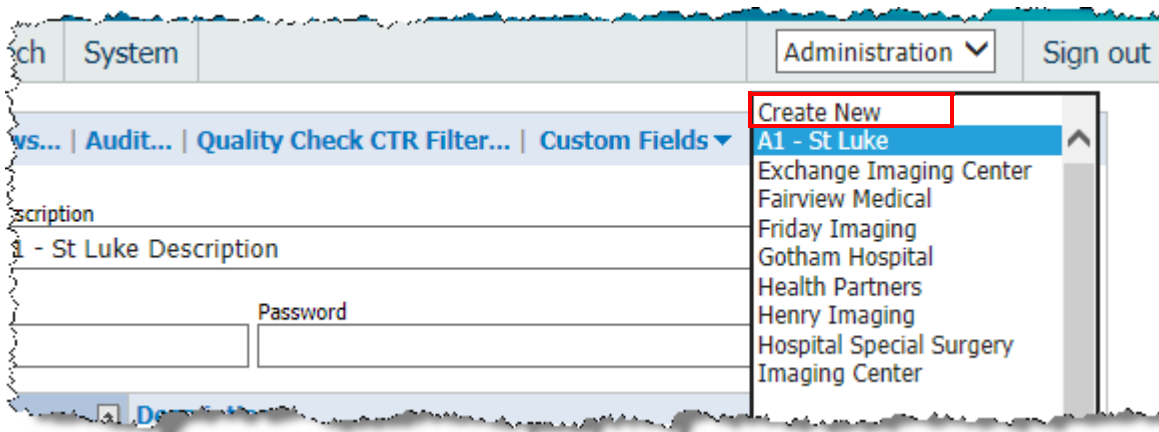 ch System Administration Sign out
Create New
ws... | Audit... | Quality Check CTR Filter... | Custom Fields
A1 - St Luke
Exchange Imaging Center
Fairview Medical
scription
Friday Imaging
1 - St Luke Description
Gotham Hospital
Health Partners
Password
Henry Imaging
Hospital Special Surgery
Imaging Center